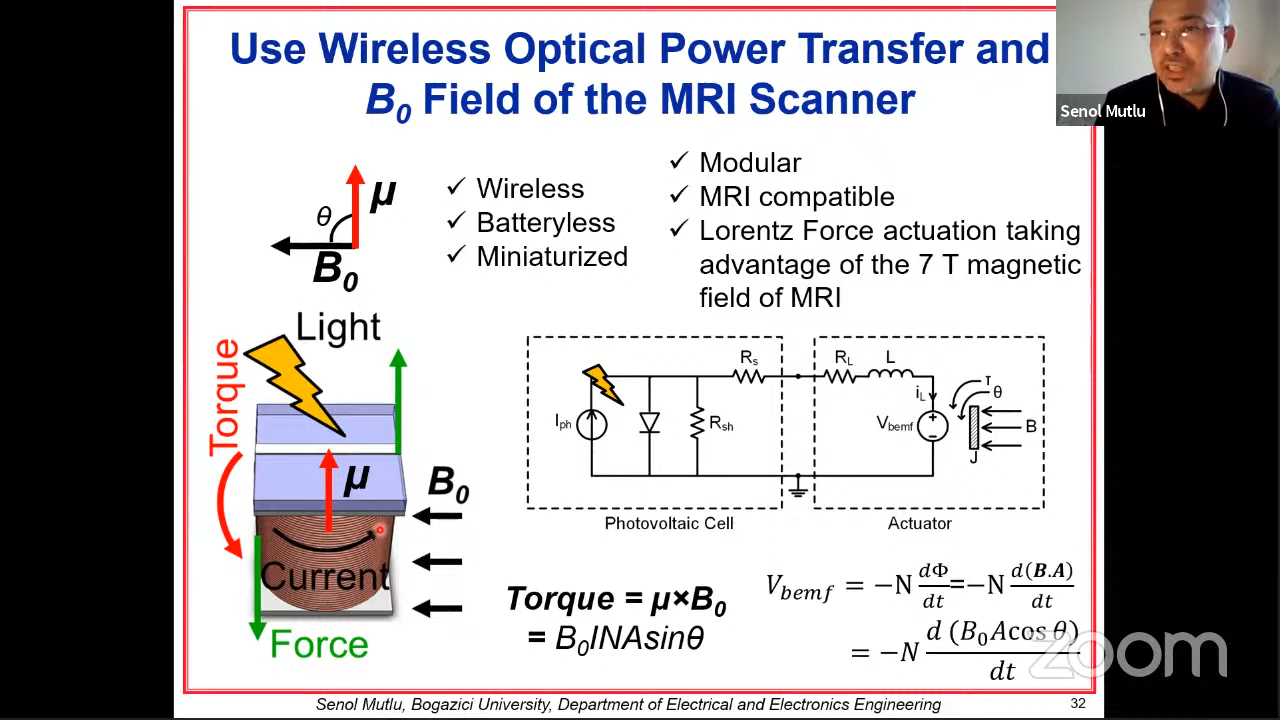 Use Wireless Optical Power Transfer and
B₀ Field of the MRI Scanner
Senol Mutlu
μ
θ
B₀
✓ Wireless
✓ Batteryless
✓ Miniaturized
✓ Modular
✓ MRI compatible
✓ Lorentz Force actuation taking
advantage of the 7 T magnetic
field of MRI
Light
Torque
μ
B₀
Current
Force
Rs
RL
L
Iph
Rsh
iL
Vbemf
τ
θ
B
J
Photovoltaic Cell
Actuator
Torque = μ×B₀
= B₀INAsinθ
V_bemf = −N dΦ/dt=−N d(B.A)/dt
= −N d (B₀Acos θ)/dt
zoom
Senol Mutlu, Bogazici University, Department of Electrical and Electronics Engineering
32